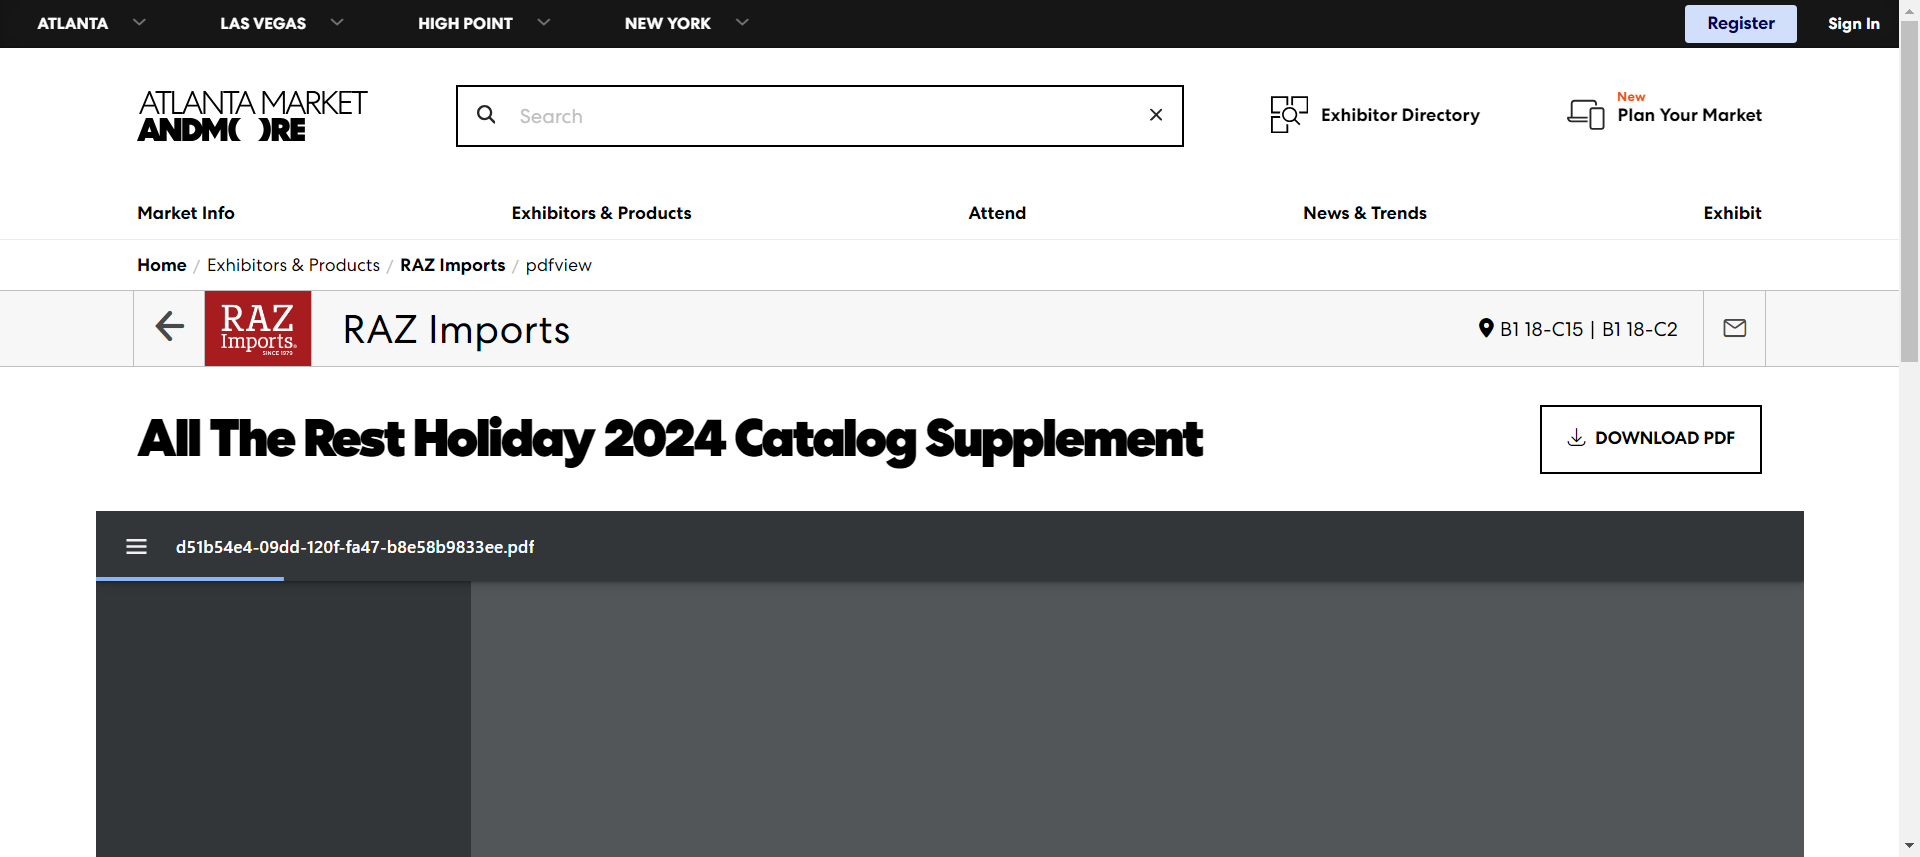 ATLANTA LAS VEGAS HIGH POINT NEW YORK Register Sign In
ATLANTA MARKET
ANDMORE
Search
Exhibitor Directory
New
Plan Your Market
Market Info Exhibitors & Products Attend News & Trends Exhibit
Home / Exhibitors & Products / RAZ Imports / pdfview
RAZ
Imports
SINCE 1979
RAZ Imports
B1 18-C15 | B1 18-C2
All The Rest Holiday 2024 Catalog Supplement
DOWNLOAD PDF
d51b54e4-09dd-120f-fa47-b8e58b9833ee.pdf